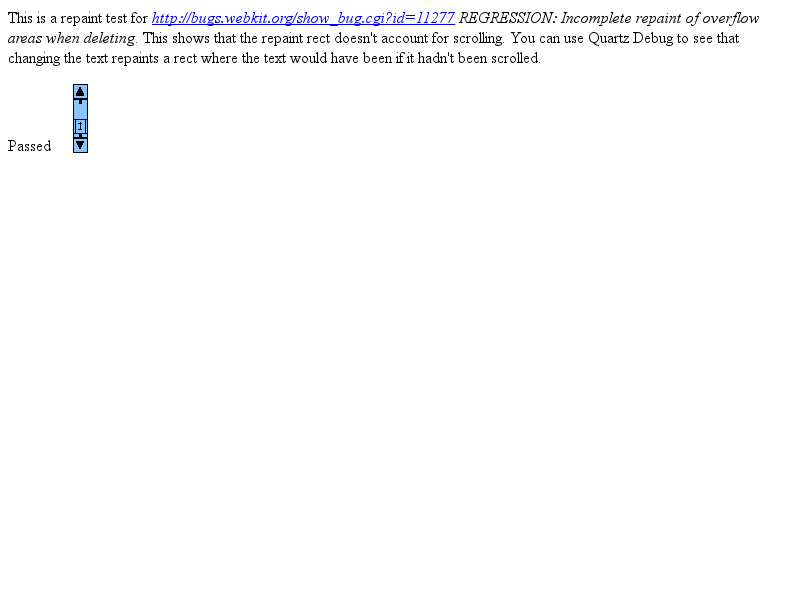 This is a repaint test for http://bugs.webkit.org/show_bug.cgi?id=11277 REGRESSION: Incomplete repaint of overflow
areas when deleting. This shows that the repaint rect doesn't account for scrolling. You can use Quartz Debug to see that
changing the text repaints a rect where the text would have been if it hadn't been scrolled.
Passed